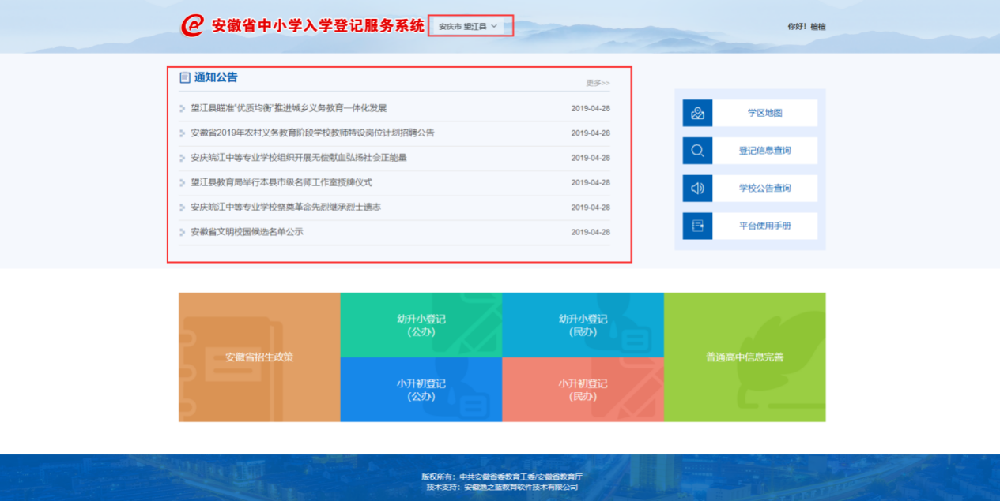 安徽省中小学入学登记服务系统
安庆市 望江县
你好！檀檀
通知公告
更多>>
望江县瞄准"优质均衡"推进城乡义务教育一体化发展 2019-04-28
安徽省2019年农村义务教育阶段学校教师特设岗位计划招聘公告 2019-04-28
安庆皖江中等专业学校组织开展无偿献血弘扬社会正能量 2019-04-28
望江县教育局举行本县市级名师工作室授牌仪式 2019-04-28
安庆皖江中等专业学校祭奠革命先烈继承烈士遗志 2019-04-28
安徽省文明校园候选名单公示 2019-04-28
学区地图
登记信息查询
学校公告查询
平台使用手册
安徽省招生政策
幼升小登记
(公办)
幼升小登记
(民办)
小升初登记
(公办)
小升初登记
(民办)
普通高中信息完善
版权所有：中共安徽省委教育工委/安徽省教育厅
技术支持：安徽渔之蓝教育软件技术有限公司